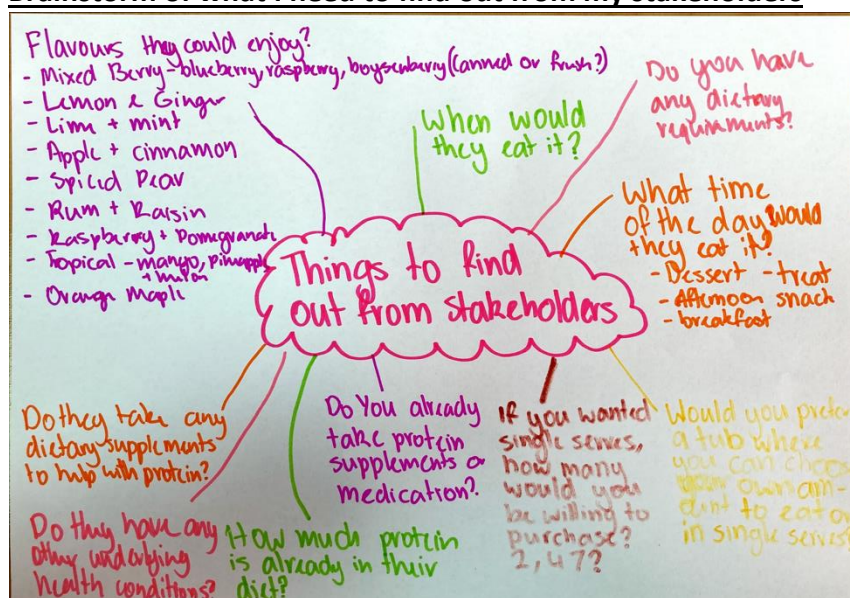 Brainstorm of what I need to find out from my stakeholders
Flavours they could enjoy?
- Mixed Berry - blueberry, raspberry, boysenberry (canned or fresh?)
- Lemon & Ginger
- Lime + mint
- Apple + cinnamon
- Spiced Pear
- Rum + Raisin
- Raspberry + Pomegranate
- Tropical - mango, pineapple
+ melon
- Orange Maple
When would
they eat it?
Do you have
any dietary
requirements?
What time
of the day would
they eat it?
- Dessert - treat
- Afternoon snack
- breakfast
Things to find
out from stakeholders
Do they take any
dietary supplements
to help with protein?
Do they have any
other underlying
health conditions?
How much protein
is already in their
diet?
Do You already
take protein
supplements or
medication?
If you wanted
single serves,
how many
would you
be willing to
purchase?
2, 4
Would you prefer
a tub where
you can choose
your own am-
ount to eat or
in single serves?